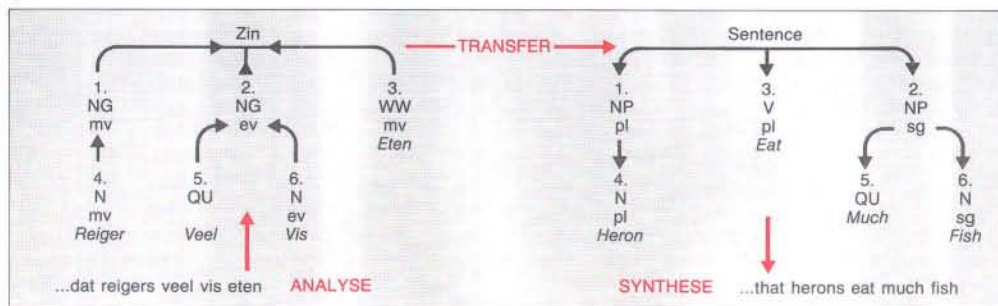 Zin TRANSFER Sentence
1. 2. 3. 1. 3. 2.
NG NG WW NP V NP
mv ev mv pl pl sg
Eten Eat
4. 5. 6. 4. 5. 6.
N QU N N QU N
mv ev pl Much sg
Reiger Veel Vis Heron Fish
...dat reigers veel vis eten ANALYSE SYNTHESE ...that herons eat much fish